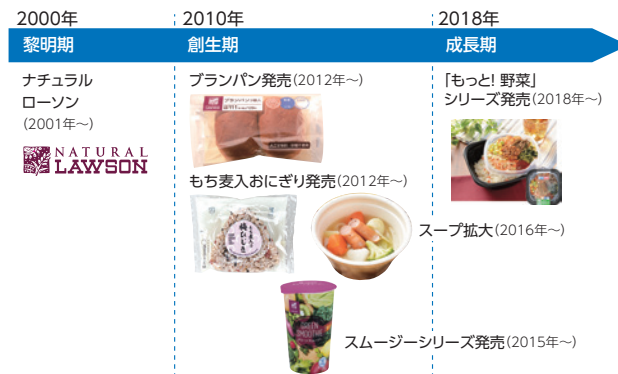 2000年
2010年
2018年
黎明期
創生期
成長期
ナチュラル
ローソン
(2001年〜)
NATURAL
LAWSON
ブランパン発売(2012年〜)
もち麦入おにぎり発売(2012年〜)
スムージーシリーズ発売(2015年〜)
「もっと! 野菜」
シリーズ発売(2018年〜)
スープ拡大(2016年〜)
GREEN
SMOOTHIE